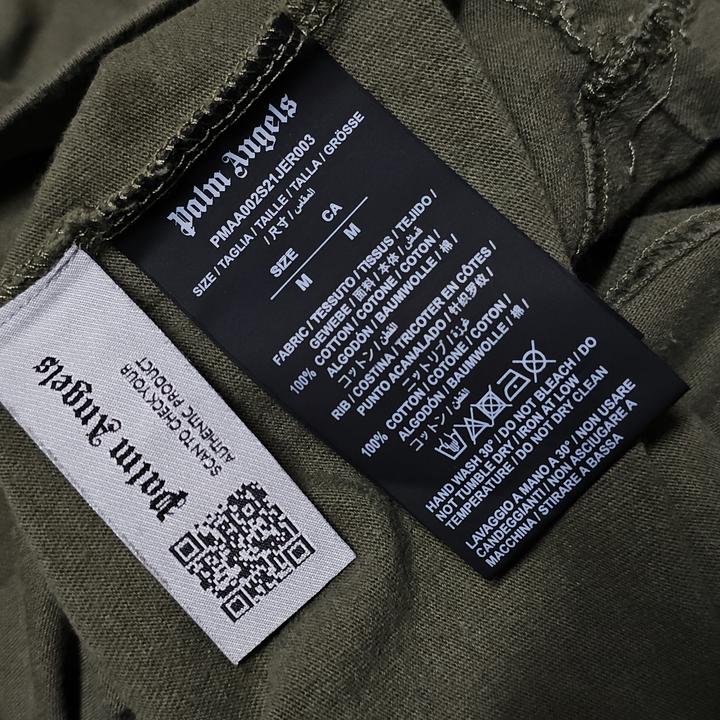 Palm Angels
PMAA002S21JER003
SIZE / TAGLIA / TAILLE / TALLA / GRÖSSE
/ 尺寸 / المقاس
SIZE CA
M M
FABRIC / TESSUTO / TISSUS / TEJIDO /
GEWEBE / 面料 / 本体 / قماش
100% COTTON / COTONE / COTON /
ALGODÓN / BAUMWOLLE / 棉 /
コットン / القطن
RIB / COSTINA / TRICOTER EN CÔTES /
PUNTO ACANALADO / 针织罗纹 /
ニットリブ / غرزة
100% COTTON / COTONE / COTON /
ALGODÓN / BAUMWOLLE / 棉 /
コットン / القطن
HAND WASH 30° / DO NOT BLEACH / DO
NOT TUMBLE DRY / IRON AT LOW
TEMPERATURE / DO NOT DRY CLEAN
LAVAGGIO A MANO A 30° / NON USARE
CANDEGGIANTI / NON ASCIUGARE A
MACCHINA / STIRARE A BASSA
Palm Angels
SCAN TO CHECK YOUR
AUTHENTIC PRODUCT